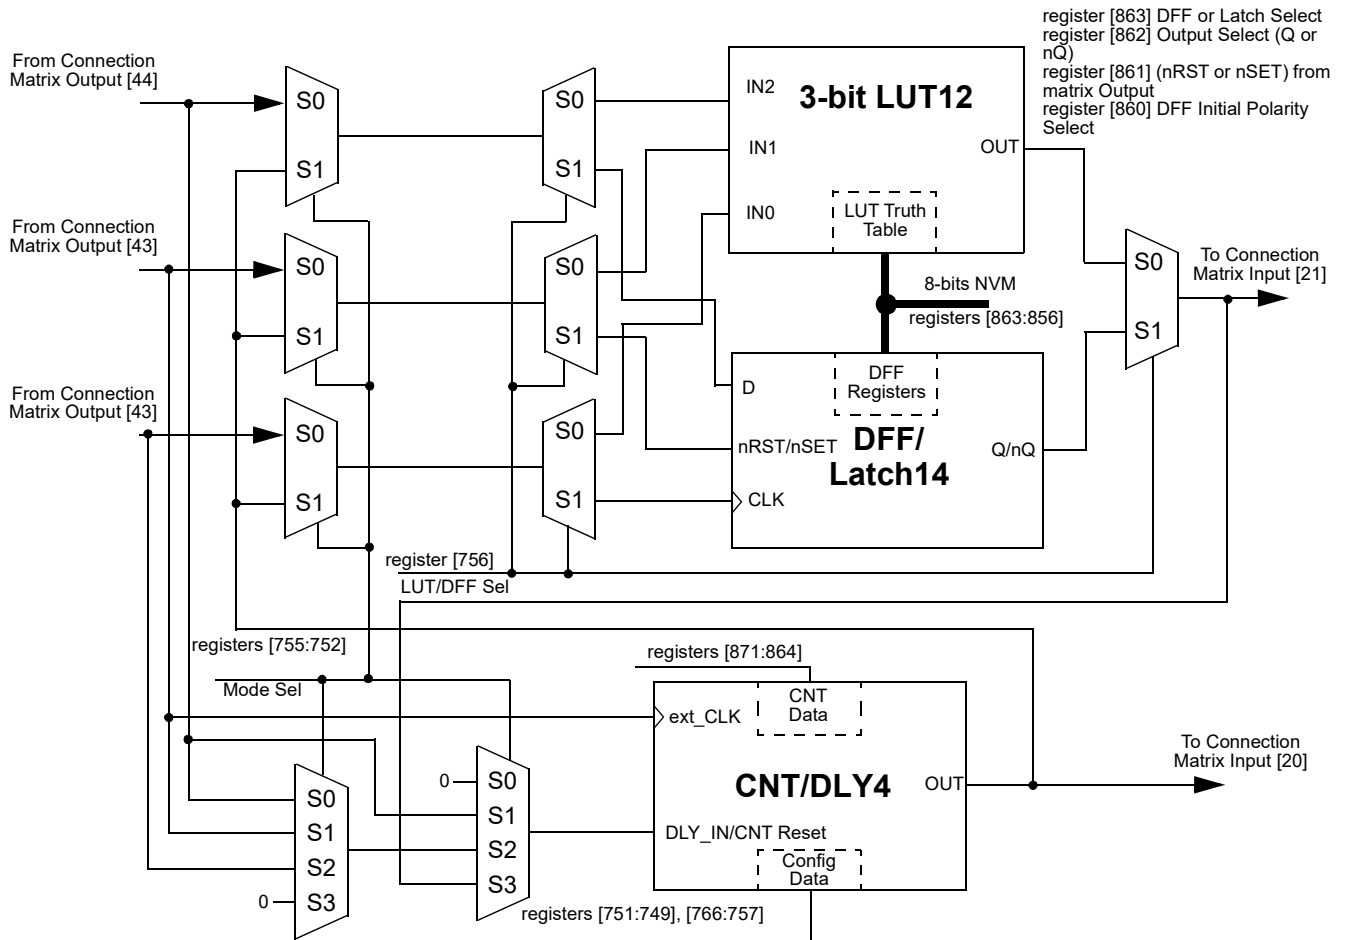 register [863] DFF or Latch Select
register [862] Output Select (Q or
nQ)
register [861] (nRST or nSET) from
matrix Output
register [860] DFF Initial Polarity
Select
From Connection
Matrix Output [44]
S0
S1
S0
S1
IN2
3-bit LUT12
IN1
OUT
IN0
LUT Truth
Table
From Connection
Matrix Output [43]
S0
S1
S0
S1
8-bits NVM
registers [863:856]
S0
S1
To Connection
Matrix Input [21]
From Connection
Matrix Output [43]
S0
S1
S0
S1
DFF
Registers
D
DFF/
Latch14
nRST/nSET
Q/nQ
CLK
register [756]
LUT/DFF Sel
registers [755:752]
Mode Sel
registers [871:864]
CNT
Data
ext_CLK
CNT/DLY4
OUT
To Connection
Matrix Input [20]
DLY_IN/CNT Reset
Config
Data
0
S0
S1
S2
S3
S0
S1
S2
0
S3
registers [751:749], [766:757]